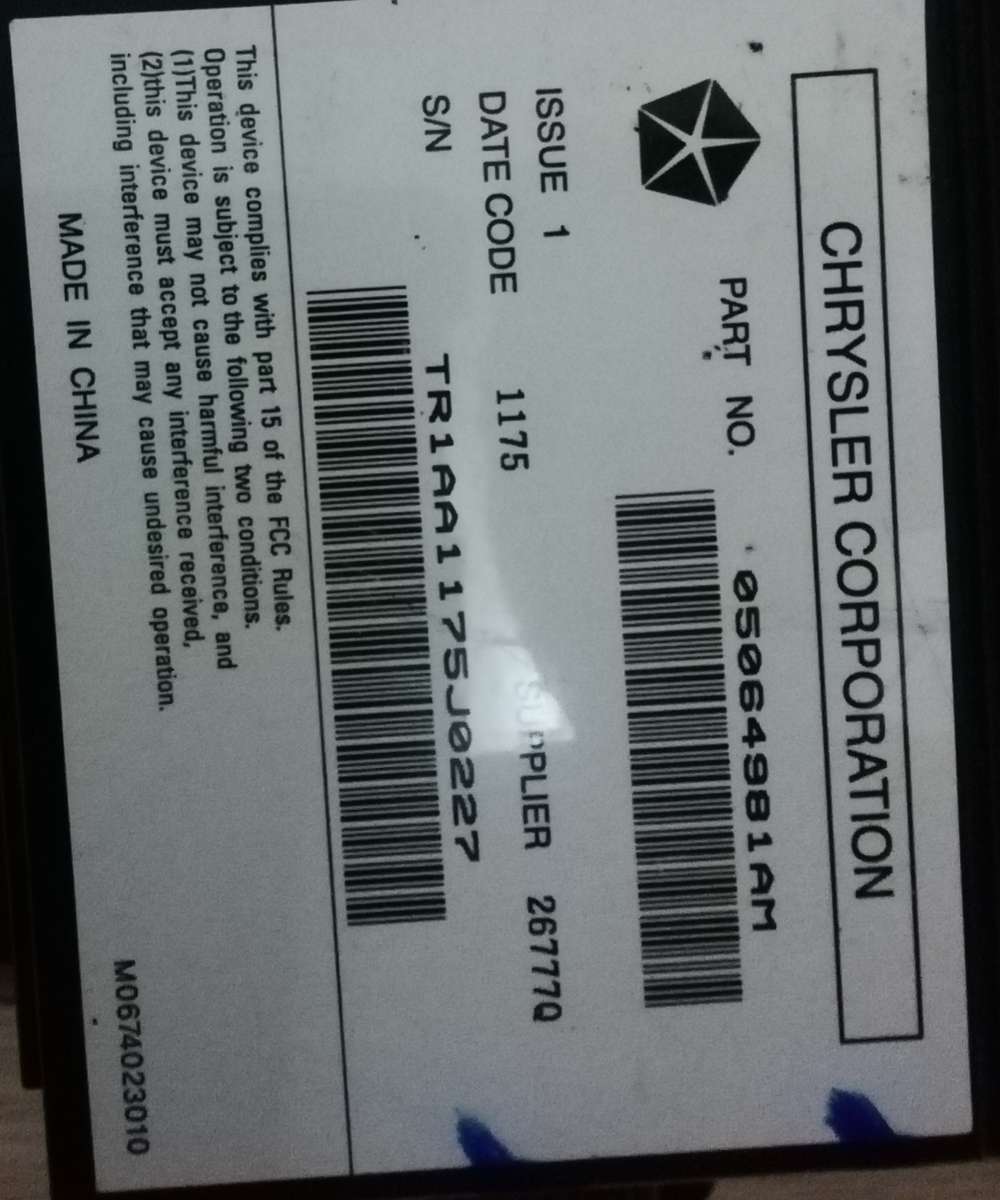 CHRYSLER CORPORATION
PART NO. 05064981AM
ISSUE 1 SUPPLIER 26777Q
DATE CODE 1175
S/N TR1AA1175J0227
This device complies with part 15 of the FCC Rules.
Operation is subject to the following two conditions.
(1)This device may not cause harmful interference, and
(2)this device must accept any interference received,
including interference that may cause undesired operation.
MADE IN CHINA
M0674023010